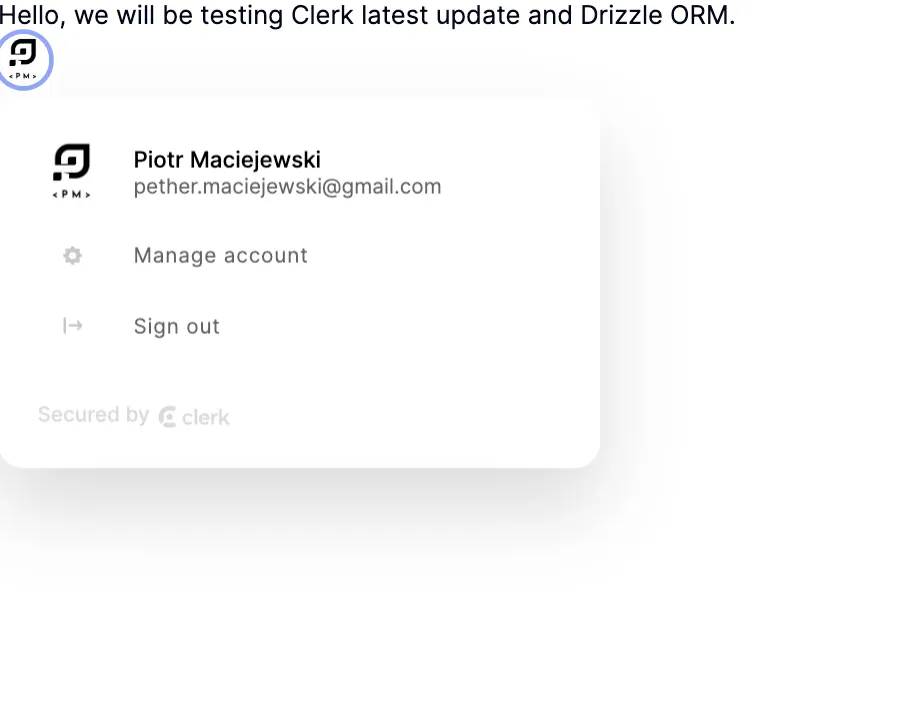 Hello, we will be testing Clerk latest update and Drizzle ORM.
<PM>
<PM>
Piotr Maciejewski
pether.maciejewski@gmail.com
Manage account
Sign out
Secured by clerk